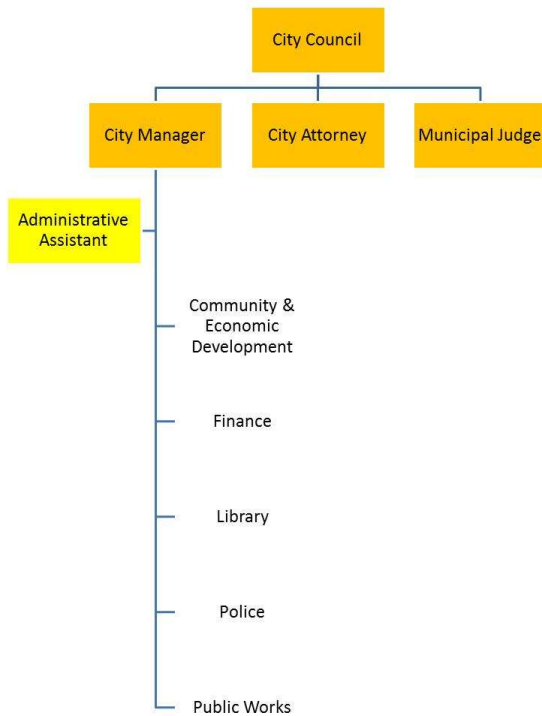 City Council
City Manager
City Attorney
Municipal Judge
Administrative
Assistant
Community &
Economic
Development
Finance
Library
Police
Public Works